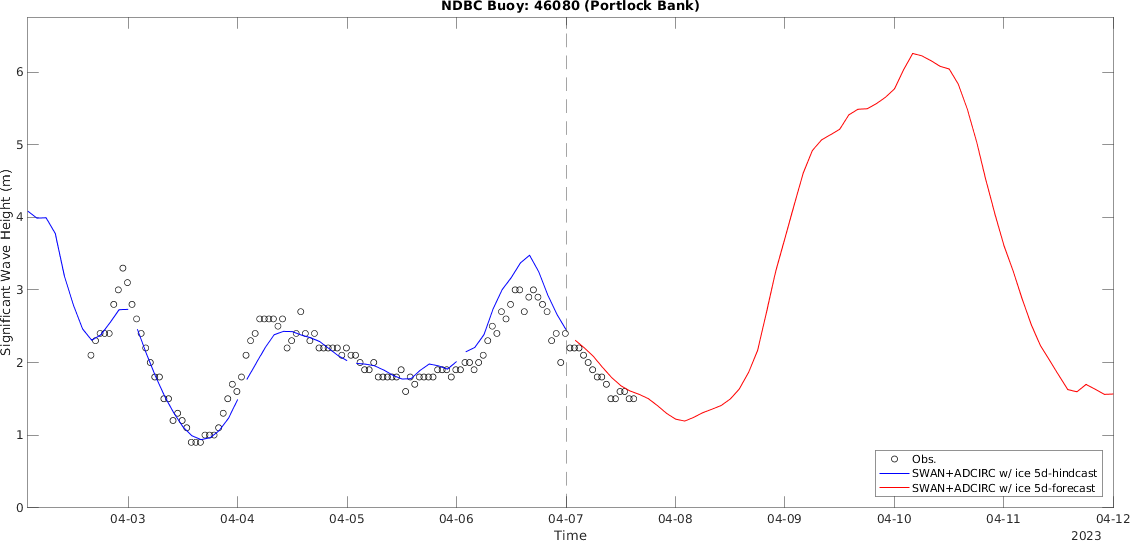 NDBC Buoy: 46080 (Portlock Bank)
Significant Wave Height (m)
6
5
4
3
2
1
0
Obs.
SWAN+ADCIRC w/ ice 5d-hindcast
SWAN+ADCIRC w/ ice 5d-forecast
04-03 04-04 04-05 04-06 04-07 04-08 04-09 04-10 04-11 04-12
Time
2023